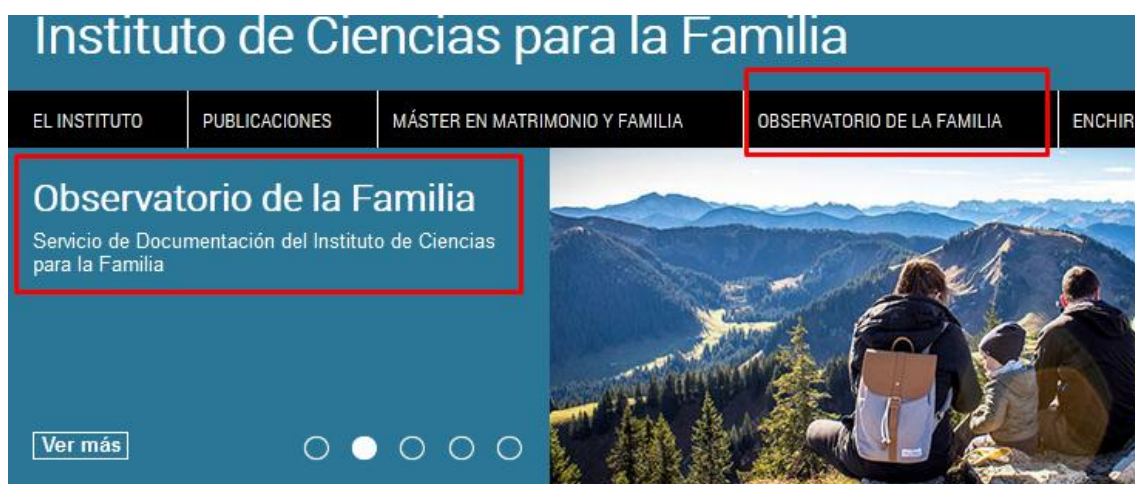 Instituto de Ciencias para la Familia
EL INSTITUTO
PUBLICACIONES
MÁSTER EN MATRIMONIO Y FAMILIA
OBSERVATORIO DE LA FAMILIA
ENCHIR
Observatorio de la Familia
Servicio de Documentación del Instituto de Ciencias
para la Familia
Ver más